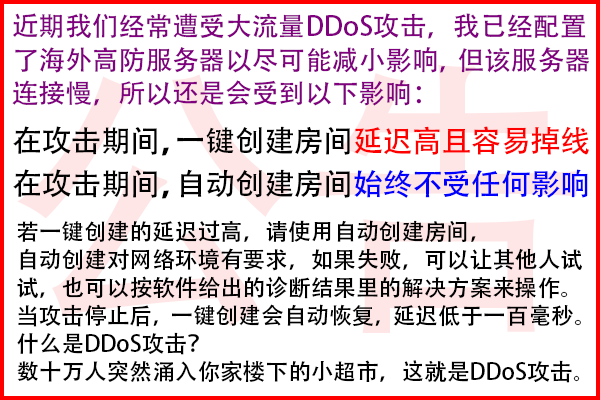 近期我们经常遭受大流量DDoS攻击，我已经配置
了海外高防服务器以尽可能减小影响, 但该服务器
连接慢，所以还是会受到以下影响：
在攻击期间, 一键创建房间延迟高且容易掉线
在攻击期间, 自动创建房间始终不受任何影响
若一键创建的延迟过高，请使用自动创建房间，
自动创建对网络环境有要求，如果失败，可以让其他人试
试，也可以按软件给出的诊断结果里的解决方案来操作。
当攻击停止后, 一键创建会自动恢复, 延迟低于一百毫秒。
什么是DDoS攻击？
数十万人突然涌入你家楼下的小超市，这就是DDoS攻击。
公告